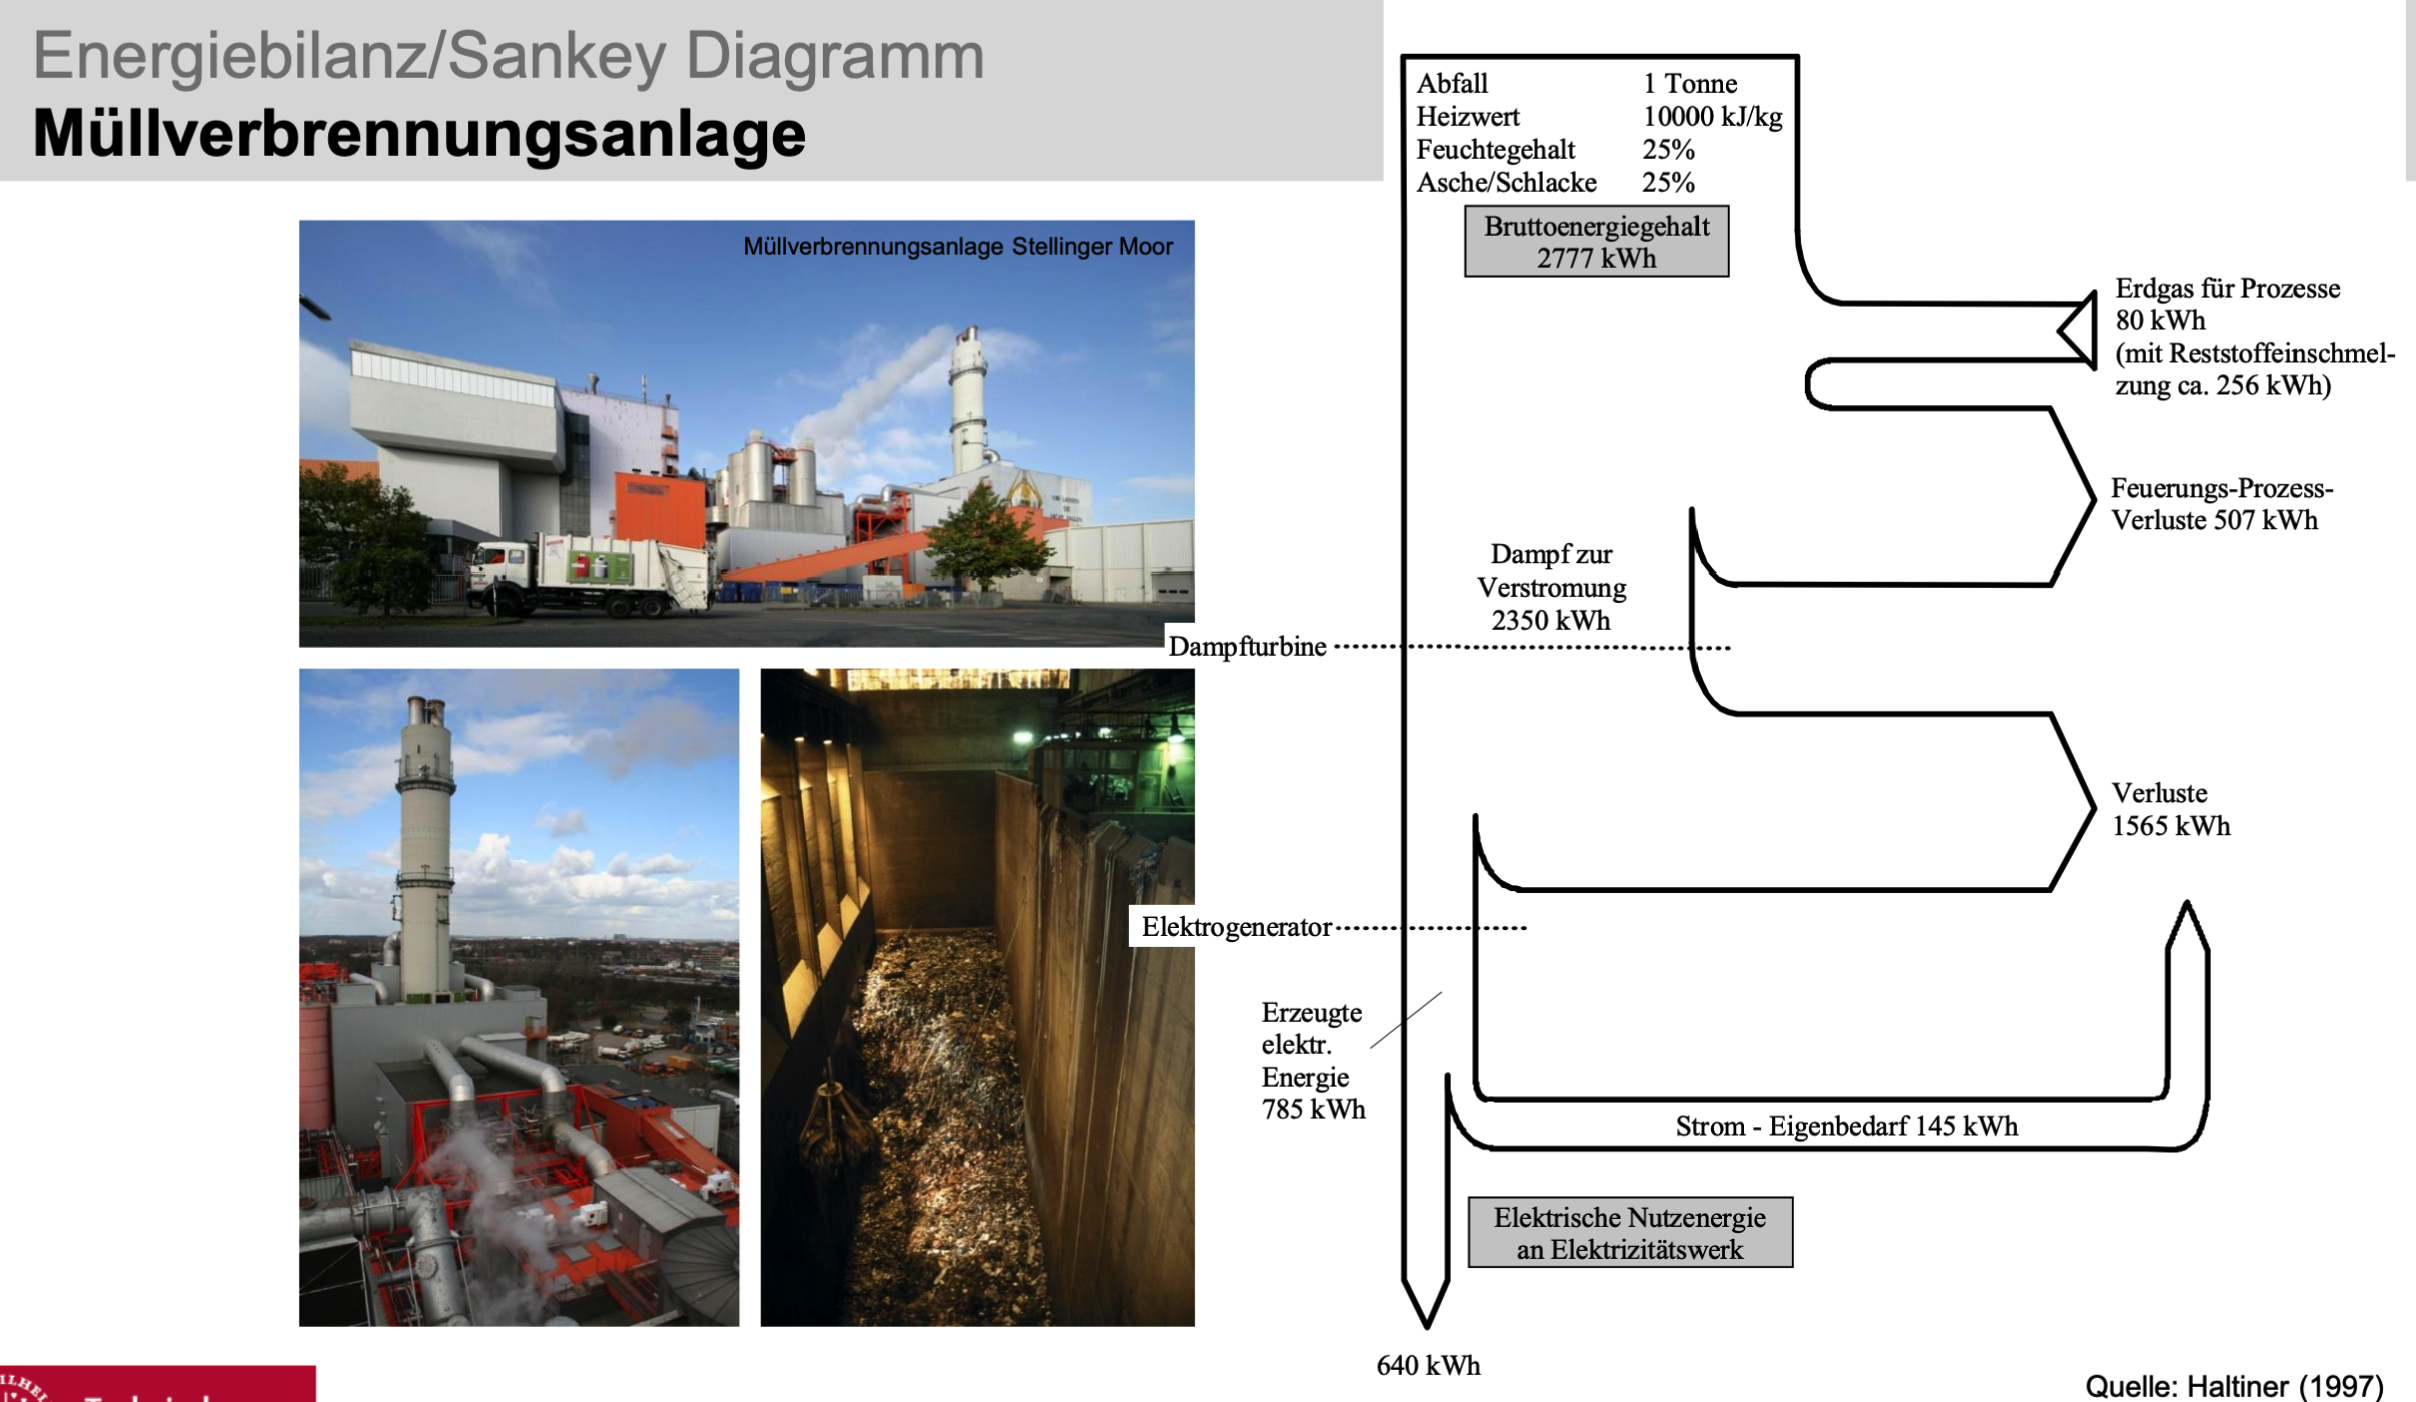 Energiebilanz/Sankey Diagramm
Müllverbrennungsanlage
Müllverbrennungsanlage Stellinger Moor
Abfall 1 Tonne
Heizwert 10000 kJ/kg
Feuchtegehalt 25%
Asche/Schlacke 25%
Bruttoenergiegehalt
2777 kWh
Erdgas für Prozesse
80 kWh
(mit Reststoffeinschmel-
zung ca. 256 kWh)
Feuerungs-Prozess-
Verluste 507 kWh
Dampf zur
Verstromung
2350 kWh
Dampfturbine
Verluste
1565 kWh
Elektrogenerator
Erzeugte
elektr.
Energie
785 kWh
Strom - Eigenbedarf 145 kWh
Elektrische Nutzenergie
an Elektrizitätswerk
640 kWh
Quelle: Haltiner (1997)